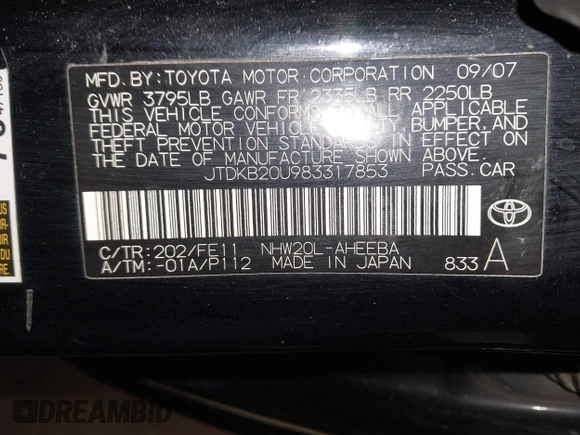 MFD. BY: TOYOTA MOTOR CORPORATION 09/07
GVWR 3795LB GAWR FR 2335LB RR 2250LB
THIS VEHICLE CONFORMS TO ALL APPLICABLE
FEDERAL MOTOR VEHICLE SAFETY, BUMPER, AND
THEFT PREVENTION STANDARDS IN EFFECT ON
THE DATE OF MANUFACTURE SHOWN ABOVE.
JTDKB20U983317853 PASS. CAR
C/TR: 202/FE11 NHW20L-AHEEBA
A/TM: -01A/P112 MADE IN JAPAN 833 A
DREAMBID